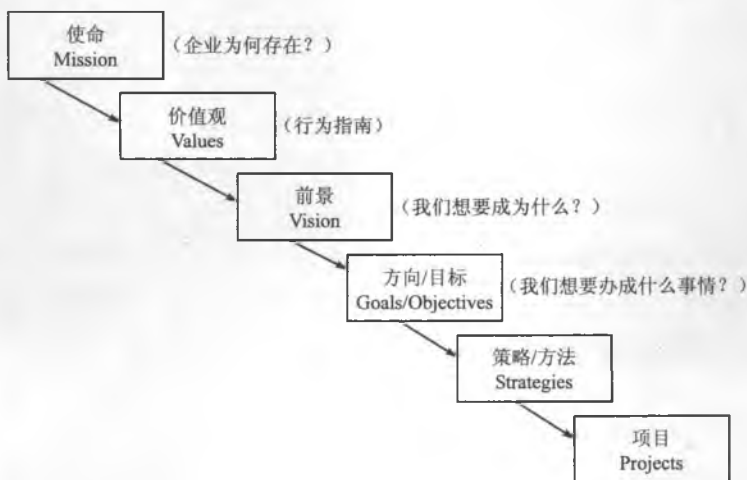 使命
Mission
（企业为何存在？）
价值观
Values
（行为指南）
前景
Vision
（我们想要成为什么？）
方向/目标
Goals/Objectives
（我们想要办成什么事情？）
策略/方法
Strategies
项目
Projects